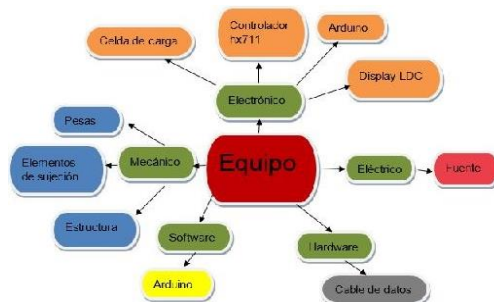 Controlador
hx711
Arduino
Celda de carga
Display LDC
Electrónico
Pesas
Elementos
de sujeción
Mecánico
Equipo
Eléctrico
Fuente
Estructura
Software
Hardware
Arduino
Cable de datos